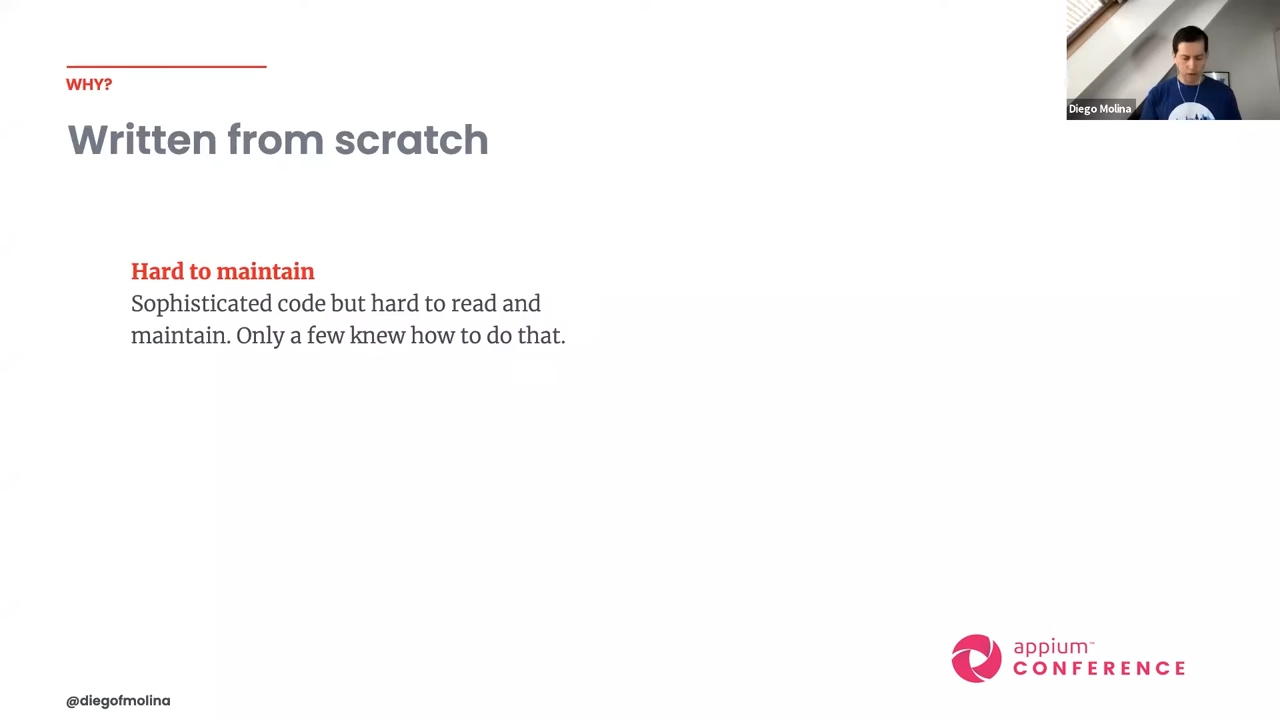 WHY?
Written from scratch
Diego Molina
Hard to maintain
Sophisticated code but hard to read and
maintain. Only a few knew how to do that.
appium™
CONFERENCE
@diegofmolina